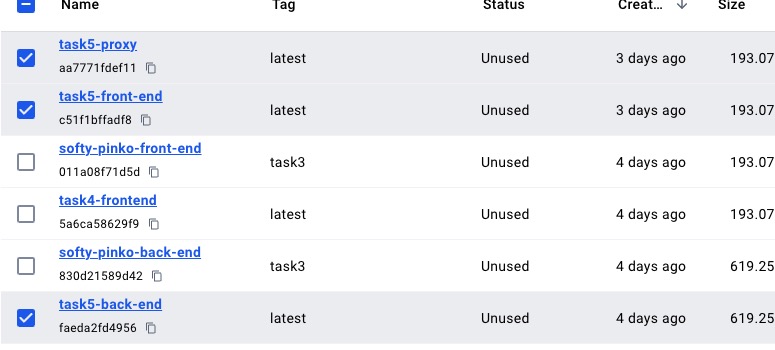 Name Tag Status Creat... ↓ Size
task5-proxy
aa7771fdef11 latest Unused 3 days ago 193.07
task5-front-end
c51f1bffadf8 latest Unused 3 days ago 193.07
softy-pinko-front-end
011a08f71d5d task3 Unused 4 days ago 193.07
task4-frontend
5a6ca58629f9 latest Unused 4 days ago 193.07
softy-pinko-back-end
830d21589d42 task3 Unused 4 days ago 619.25
task5-back-end
faeda2fd4956 latest Unused 4 days ago 619.25